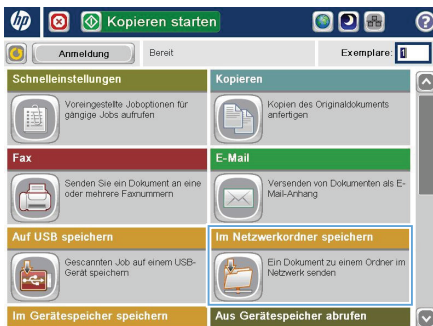 hp
Kopieren starten
?
Anmeldung
Bereit
Exemplare: 1
Schnelleinstellungen
Voreingestellte Joboptionen für
gängige Jobs aufrufen
Kopieren
Kopien des Originaldokuments
anfertigen
Fax
Senden Sie ein Dokument an eine
oder mehrere Faxnummern
E-Mail
Versenden von Dokumenten als E-
Mail-Anhang
Auf USB speichern
Gescannten Job auf einem USB-
Gerät speichern
Im Netzwerkordner speichern
Ein Dokument zu einem Ordner im
Netzwerk senden
Im Gerätespeicher speichern
Aus Gerätespeicher abrufen